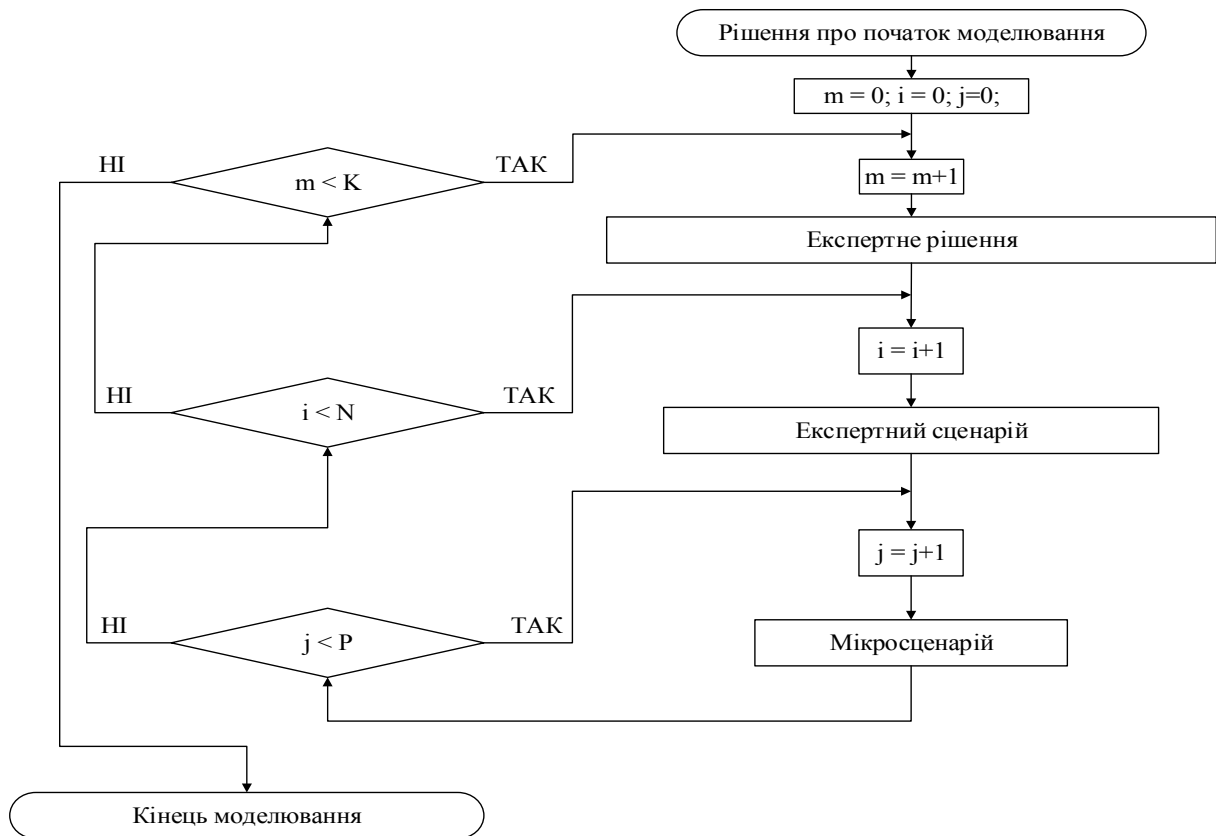 Рішення про початок моделювання
m = 0; i = 0; j=0;
НІ
m < K
ТАК
m = m+1
Експертне рішення
i = i+1
НІ
i < N
ТАК
Експертний сценарій
j = j+1
НІ
j < P
ТАК
Мікросценарій
Кінець моделювання